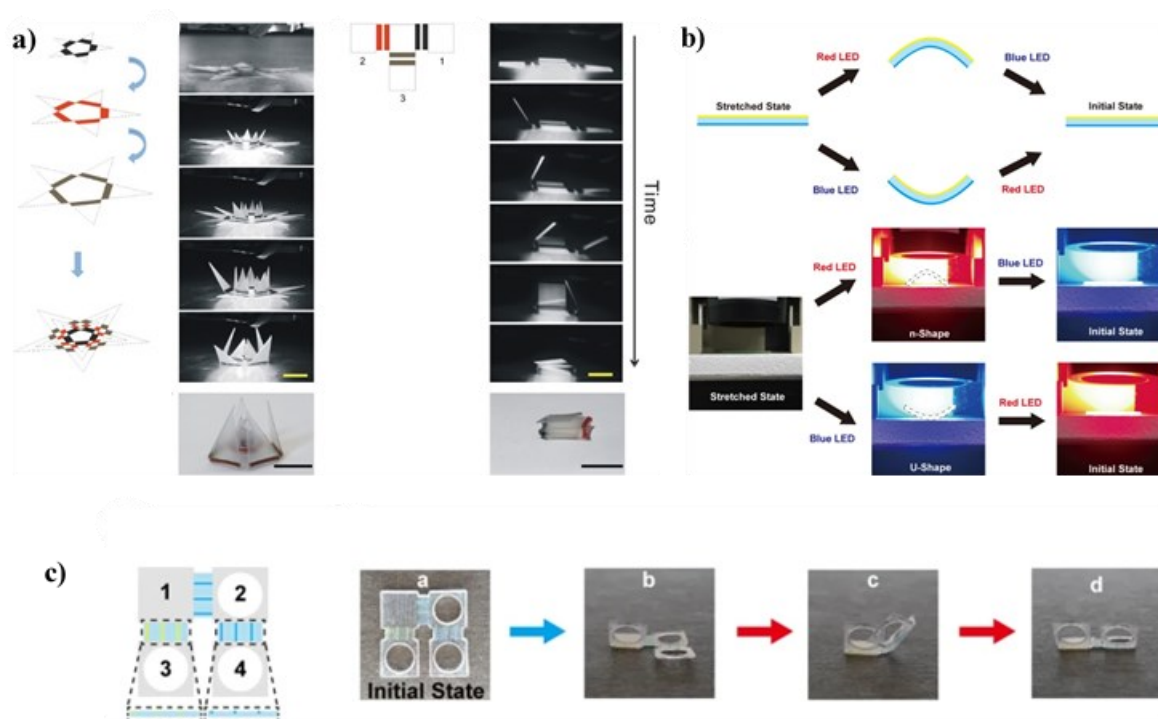 a)
2
1
3
Time
b)
Red LED
Blue LED
Stretched State
Initial State
Blue LED
Red LED
Red LED
Blue LED
n-Shape
Initial State
Stretched State
Blue LED
Red LED
U-Shape
Initial State
c)
1
2
3
4
a
Initial State
b
c
d